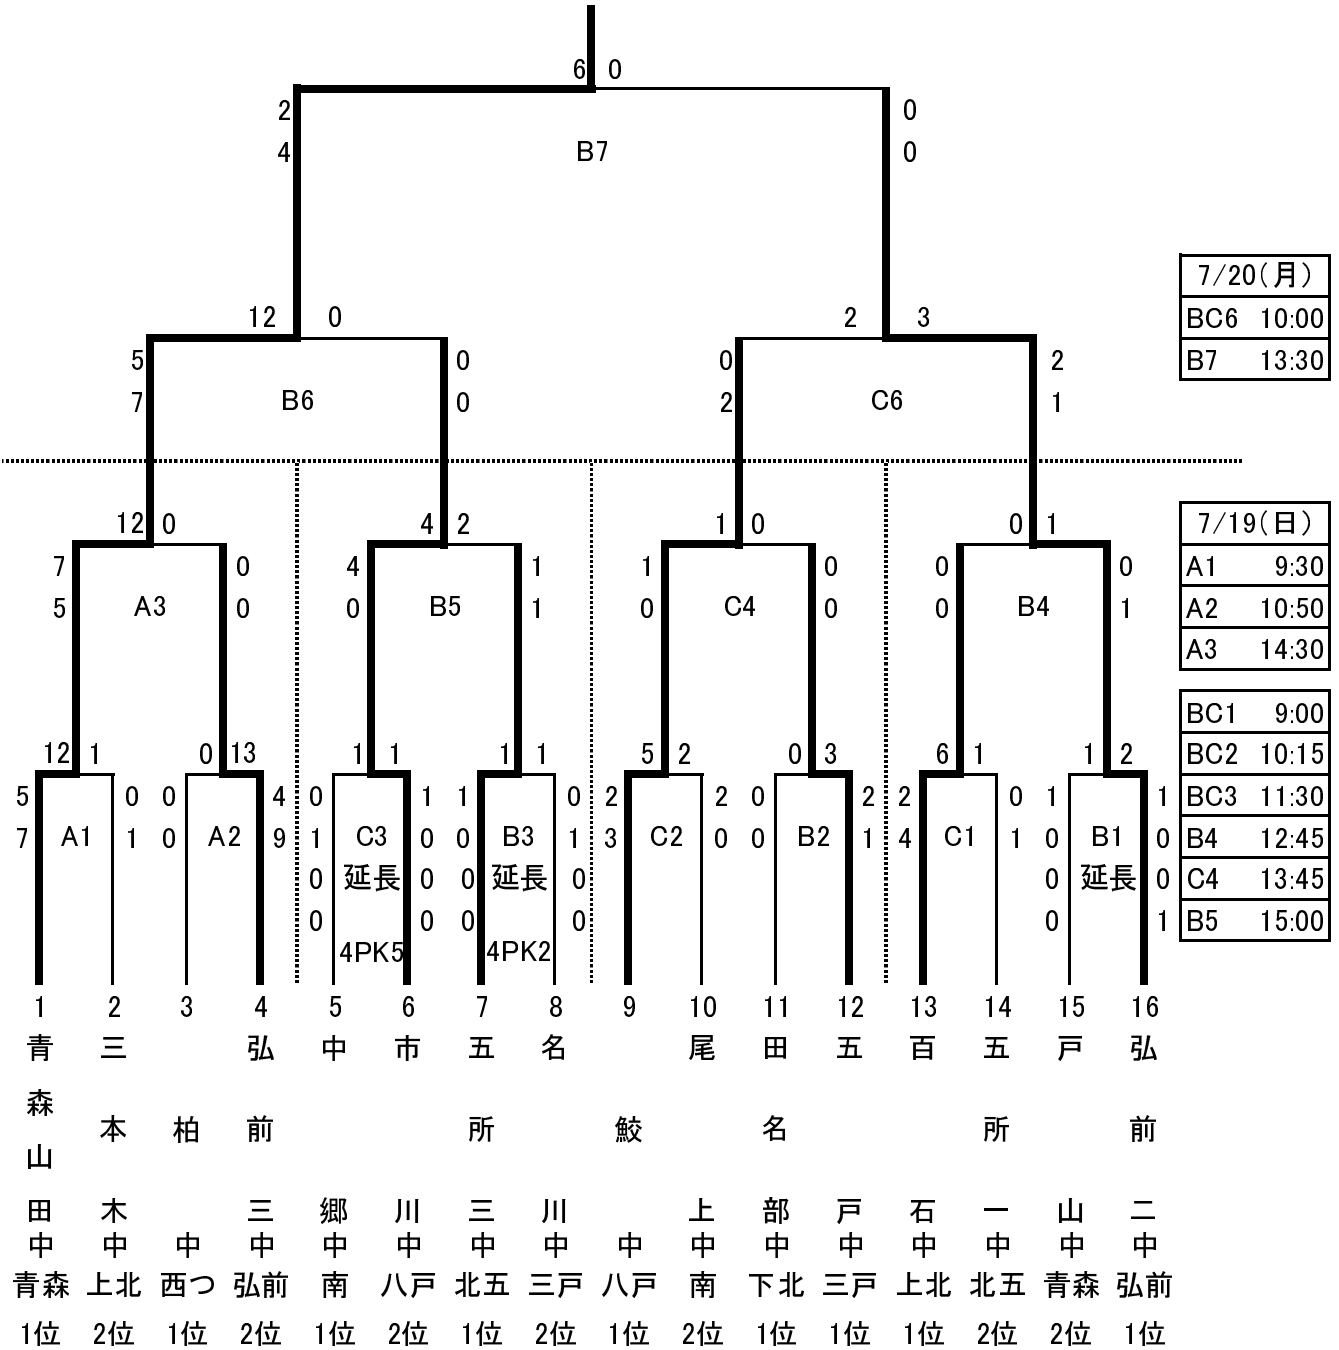 6 0
2 0
4 B7 0
7/20(月)
BC6 10:00
B7 13:30
12 0 2 3
5 0 0 2
7 B6 0 2 C6 1
7/19(日)
A1 9:30
A2 10:50
A3 14:30
12 0 4 2 1 0 0 1
7 0 4 1 1 0 0 0
5 A3 0 0 B5 1 0 C4 0 0 B4 1
BC1 9:00
BC2 10:15
BC3 11:30
B4 12:45
C4 13:45
B5 15:00
12 1 0 13 1 1 1 1 5 2 0 3 6 1 1 2
5 0 0 4 0 1 1 0 2 2 0 2 2 0 1 1
7 A1 1 0 A2 9 1 C3 0 0 B3 1 3 C2 0 0 B2 1 4 C1 1 0 B1 0
0 延長 0 0 延長 0 0 延長 0
0 0 0 0 0 1
4PK5 4PK2
1 2 3 4 5 6 7 8 9 10 11 12 13 14 15 16
青森山田中
三本木中
柏中
弘前三中
中郷中
市川中
五所三中
名川中
鮫中
尾上中
田名部中
五戸中
百石中
五所一中
戸山中
弘前二中
青森 上北 西つ 弘前 南 八戸 北五 三戸 八戸 南 下北 三戸 上北 北五 青森 弘前
1位 2位 1位 2位 1位 2位 1位 2位 1位 2位 1位 1位 1位 2位 2位 1位